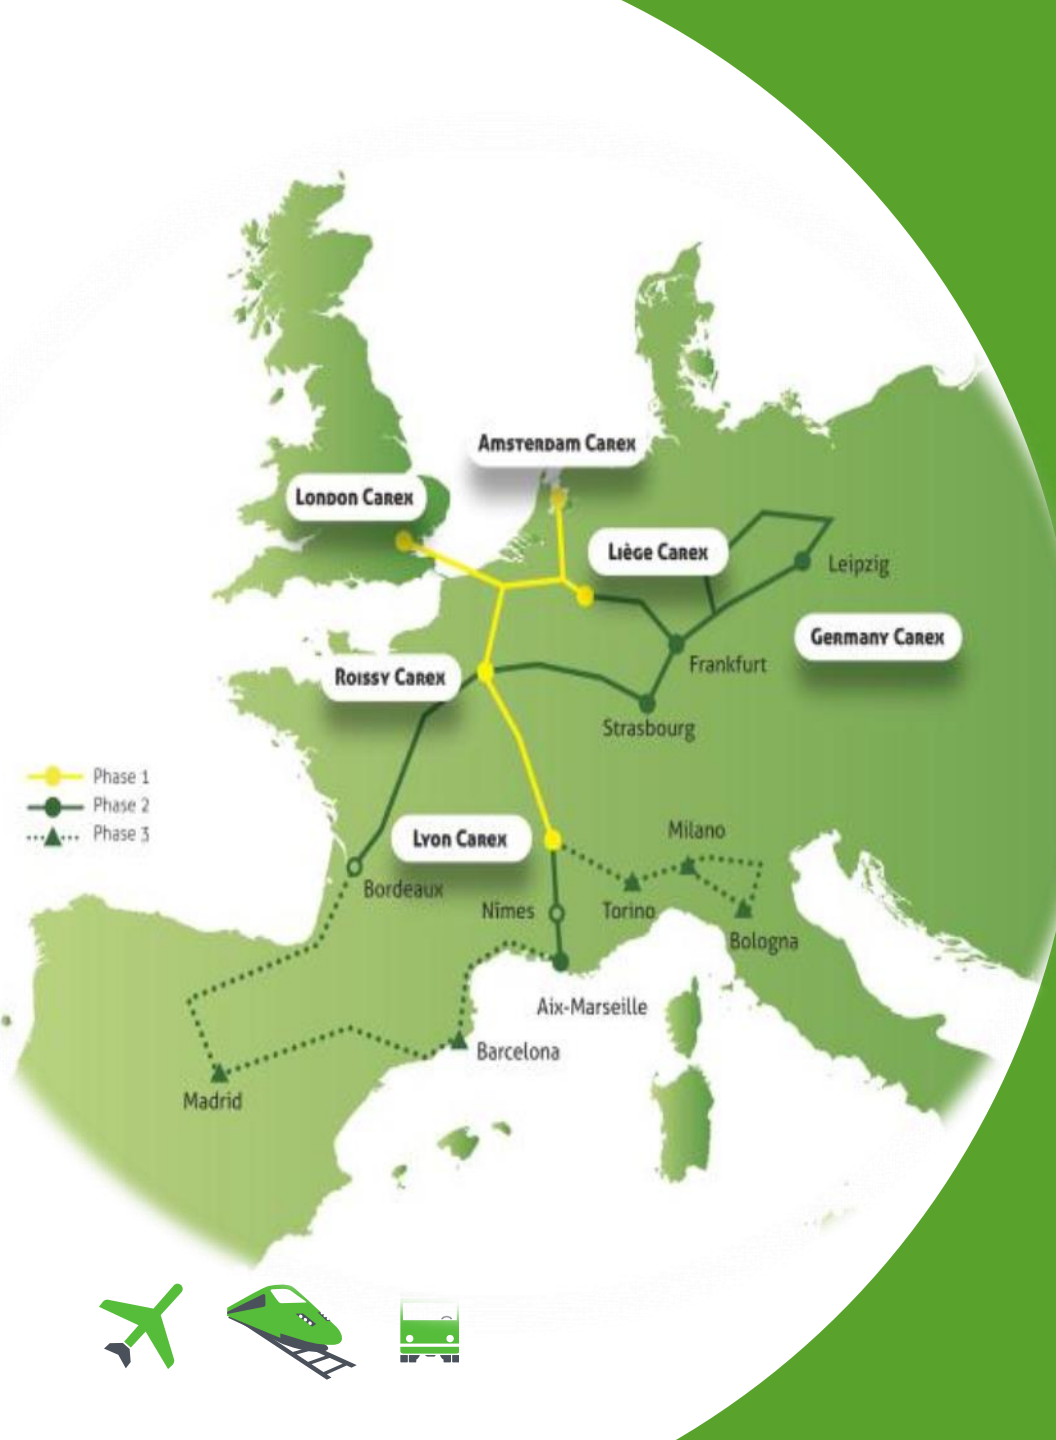 Amsterdam Carex
London Carex
Liège Carex
Leipzig
Germany Carex
Frankfurt
Roissy Carex
Strasbourg
Phase 1
Phase 2
Phase 3
Milano
Lyon Carex
Bordeaux
Nîmes
Torino
Bologna
Aix-Marseille
Barcelona
Madrid